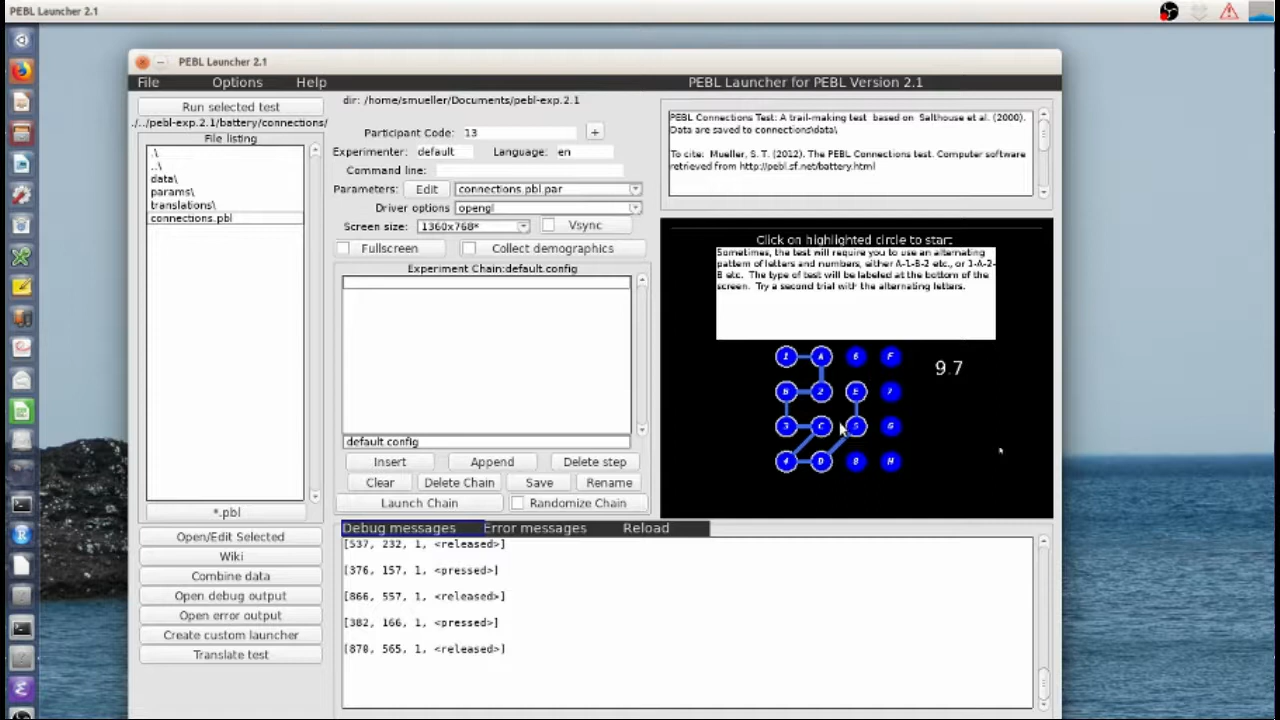 PEBL Launcher 2.1
PEBL Launcher 2.1
File Options Help PEBL Launcher for PEBL Version 2.1
Run selected test
./../pebl-exp.2.1/battery/connections/
File listing
.\
..\
data\
params\
translations\
connections.pbl
*.pbl
Open/Edit Selected
Wiki
Combine data
Open debug output
Open error output
Create custom launcher
Translate test
dir: /home/smueller/Documents/pebl-exp.2.1
Participant Code: 13 +
Experimenter: default Language: en
Command line:
Parameters: Edit connections.pbl.par
Driver options opengl
Screen size: 1360x768* Vsync
Fullscreen Collect demographics
Experiment Chain:default.config
default.config
Insert Append Delete step
Clear Delete Chain Save Rename
Launch Chain Randomize Chain
PEBL Connections Test: A trail-making test based on Salthouse et al. (2000).
Data are saved to connections\data\
To cite: Mueller, S. T. (2012). The PEBL Connections test. Computer software
retrieved from http://pebl.sf.net/battery.html
Click on highlighted circle to start
Sometimes, the test will require you to use an alternating
pattern of letters and numbers, either A-1-B-2 etc., or 1-A-2-
B etc. The type of test will be labeled at the bottom of the
screen. Try a second trial with the alternating letters.
1 A 6 F
9.7
B 2 E 7
3 C 5 G
4 D 8 H
Debug messages Error messages Reload
[537, 232, 1, <released>]
[376, 157, 1, <pressed>]
[866, 557, 1, <released>]
[382, 166, 1, <pressed>]
[878, 565, 1, <released>]